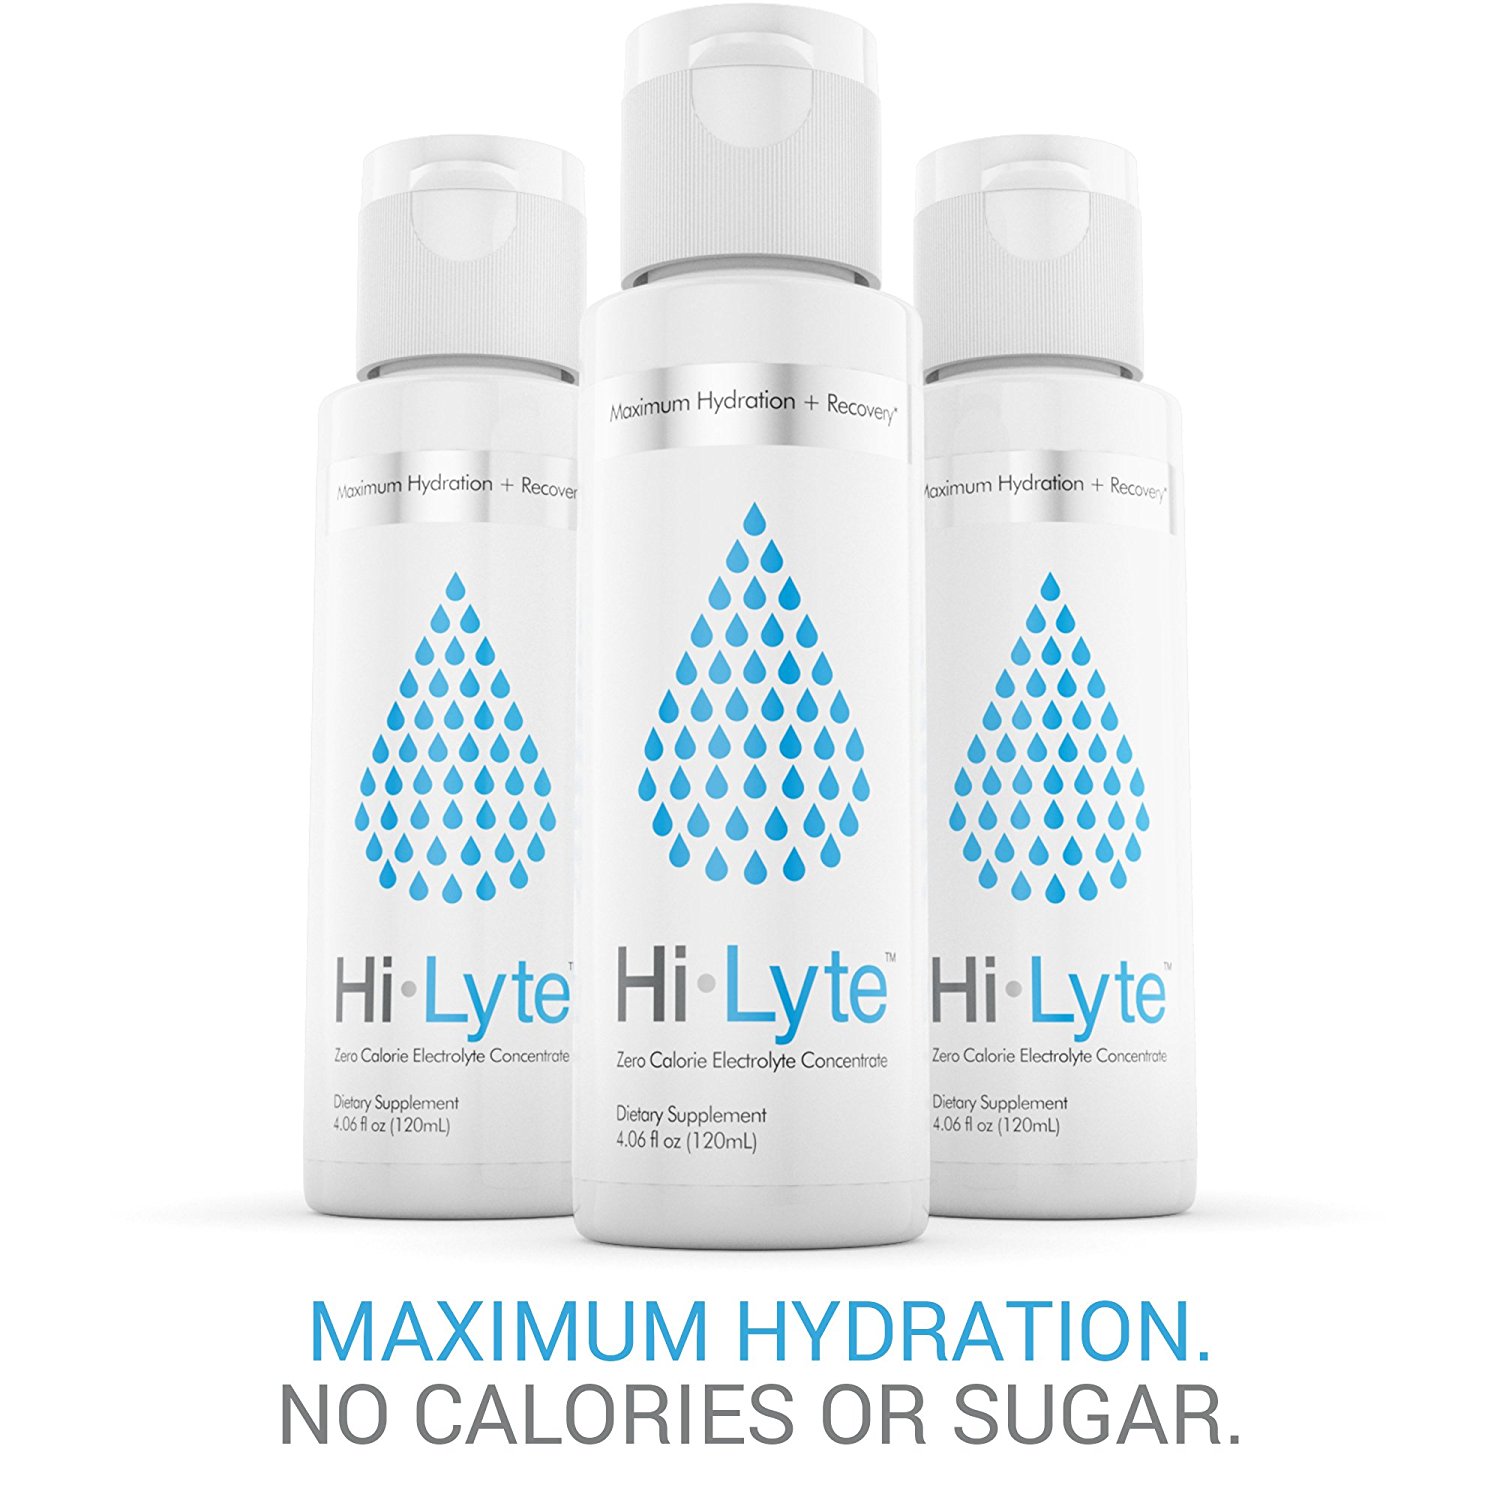 Maximum Hydration + Recovery*
Hi•Lyte™
Zero Calorie Electrolyte Concentrate
Dietary Supplement
4.06 fl oz (120mL)
Maximum Hydration + Recovery*
Hi•Lyte™
Zero Calorie Electrolyte Concentrate
Dietary Supplement
4.06 fl oz (120mL)
Maximum Hydration + Recovery*
Hi•Lyte™
Zero Calorie Electrolyte Concentrate
Dietary Supplement
4.06 fl oz (120mL)
MAXIMUM HYDRATION.
NO CALORIES OR SUGAR.